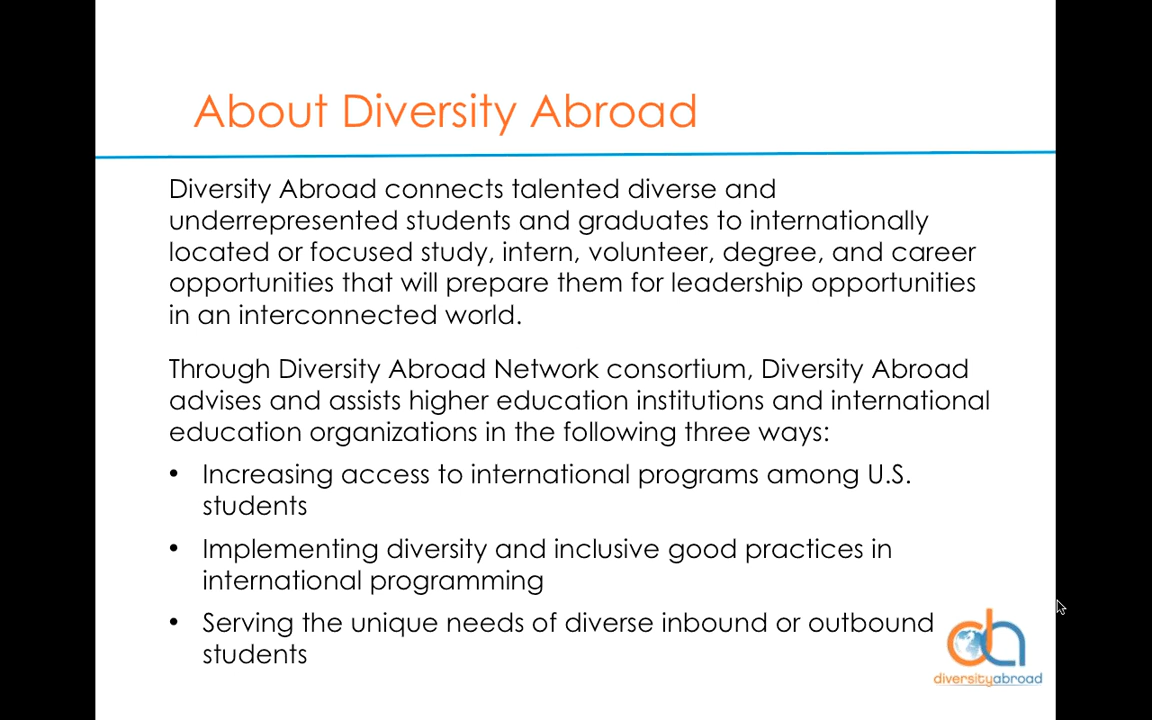 About Diversity Abroad
Diversity Abroad connects talented diverse and
underrepresented students and graduates to internationally
located or focused study, intern, volunteer, degree, and career
opportunities that will prepare them for leadership opportunities
in an interconnected world.
Through Diversity Abroad Network consortium, Diversity Abroad
advises and assists higher education institutions and international
education organizations in the following three ways:
• Increasing access to international programs among U.S.
students
• Implementing diversity and inclusive good practices in
international programming
• Serving the unique needs of diverse inbound or outbound
students
da
diversityabroad